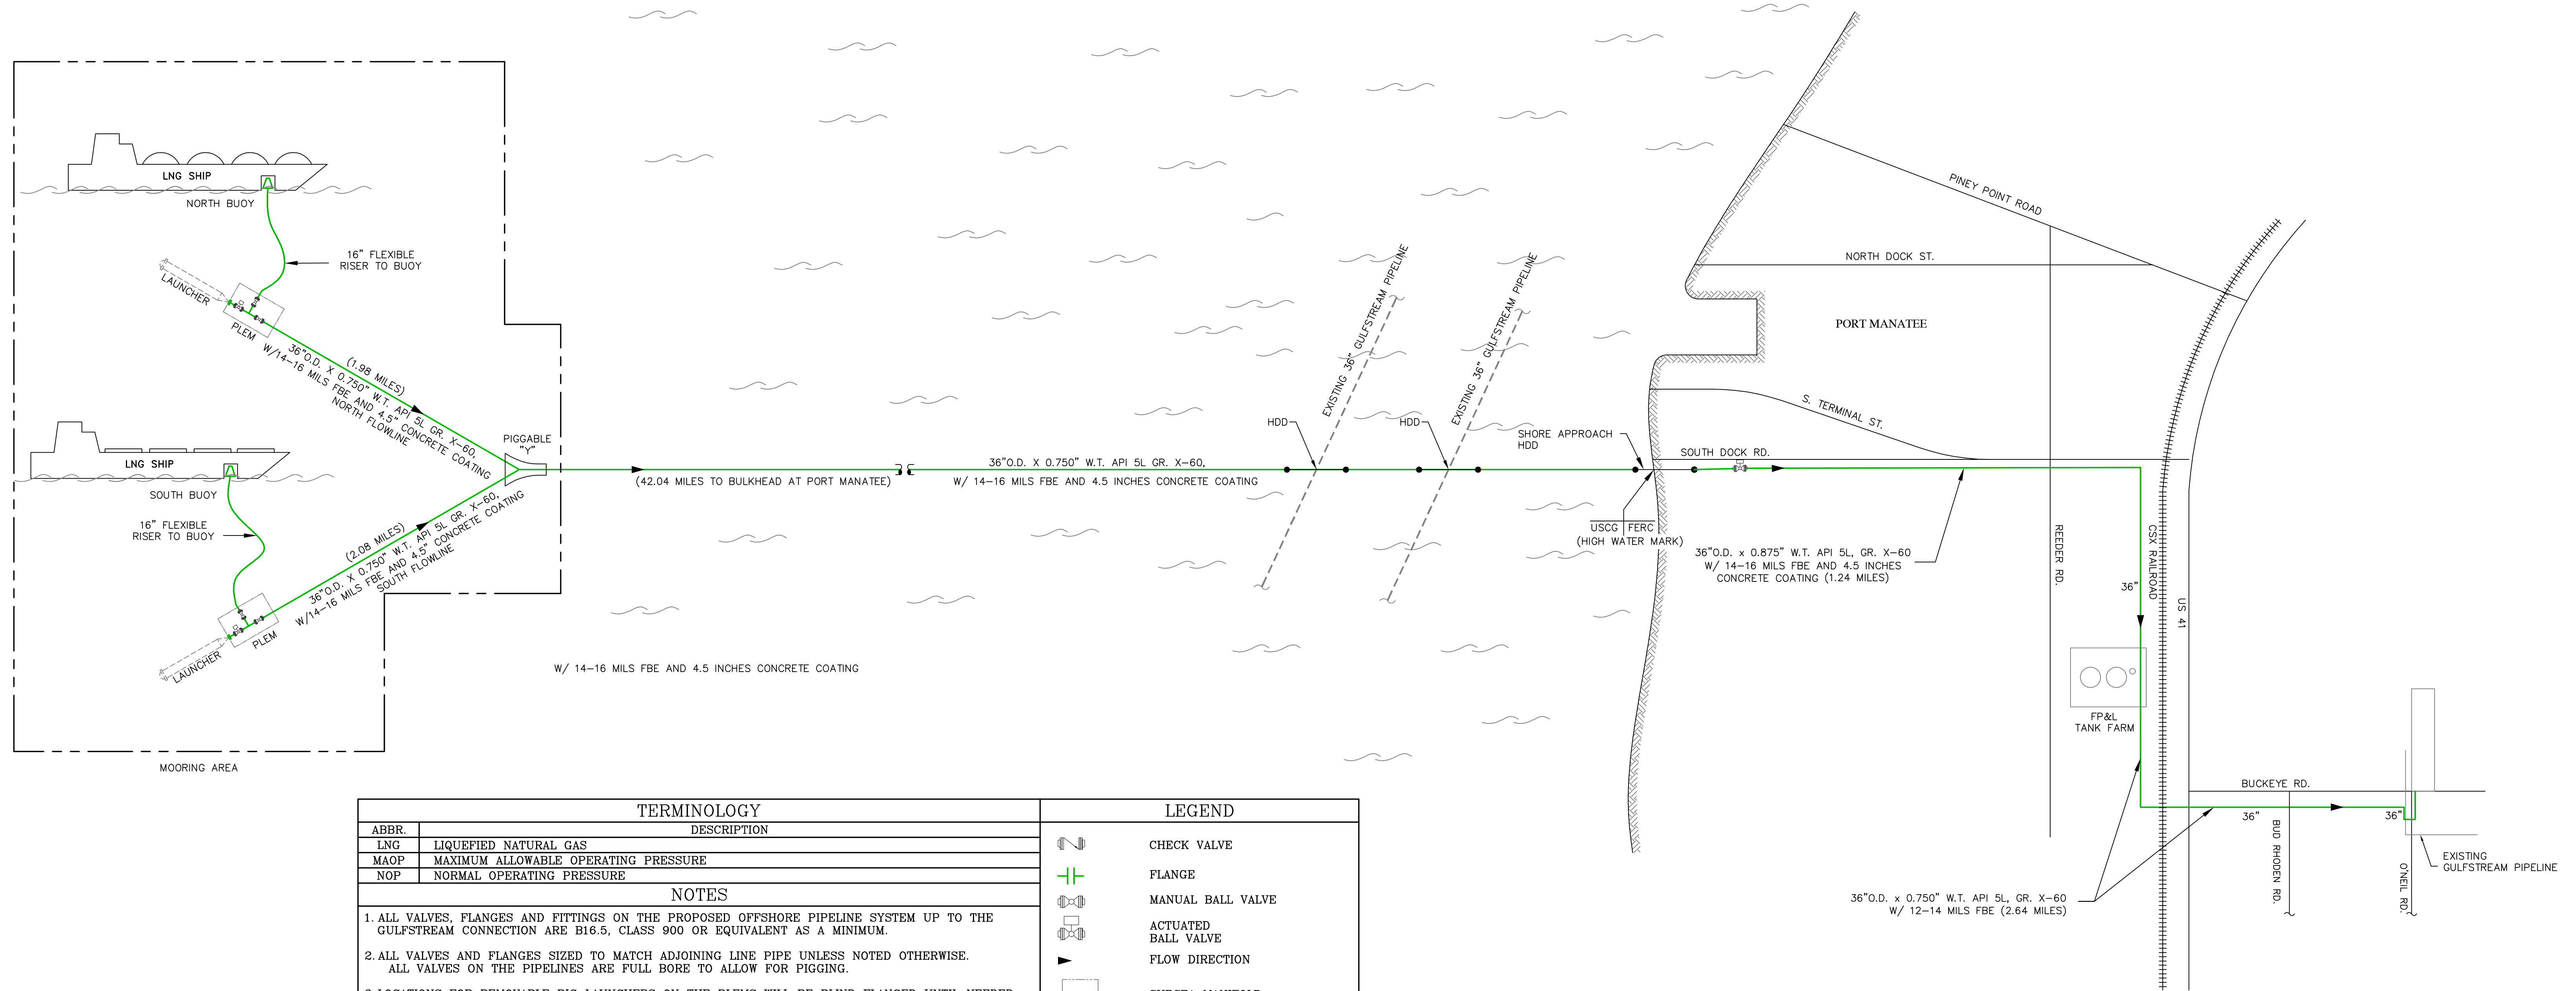 LNG SHIP
NORTH BUOY
16" FLEXIBLE
RISER TO BUOY
LAUNCHER
PLEM
(1.98 MILES)
36"O.D. X 0.750" W.T. API 5L GR. X-60,
W/14-16 MILS FBE AND 4.5" CONCRETE COATING
NORTH FLOWLINE
LNG SHIP
SOUTH BUOY
16" FLEXIBLE
RISER TO BUOY
PIGGABLE
"Y"
(2.08 MILES)
36"O.D. X 0.750" W.T. API 5L GR. X-60,
W/14-16 MILS FBE AND 4.5" CONCRETE COATING
SOUTH FLOWLINE
PLEM
LAUNCHER
MOORING AREA
(42.04 MILES TO BULKHEAD AT PORT MANATEE)
36"O.D. X 0.750" W.T. API 5L GR. X-60,
W/ 14-16 MILS FBE AND 4.5 INCHES CONCRETE COATING
W/ 14-16 MILS FBE AND 4.5 INCHES CONCRETE COATING
HDD
EXISTING 36" GULFSTREAM PIPELINE
HDD
EXISTING 36" GULFSTREAM PIPELINE
SHORE APPROACH
HDD
USCG FERC
(HIGH WATER MARK)
PINEY POINT ROAD
NORTH DOCK ST.
PORT MANATEE
S. TERMINAL ST.
SOUTH DOCK RD.
36"O.D. x 0.875" W.T. API 5L, GR. X-60
W/ 14-16 MILS FBE AND 4.5 INCHES
CONCRETE COATING (1.24 MILES)
REEDER RD.
CSX RAILROAD
36"
US 41
FP&L
TANK FARM
BUCKEYE RD.
36"
36"
BUD RHODEN RD.
O'NEIL RD.
EXISTING
GULFSTREAM PIPELINE
36"O.D. x 0.750" W.T. API 5L, GR. X-60
W/ 12-14 MILS FBE (2.64 MILES)
TERMINOLOGY
ABBR. DESCRIPTION
LNG LIQUEFIED NATURAL GAS
MAOP MAXIMUM ALLOWABLE OPERATING PRESSURE
NOP NORMAL OPERATING PRESSURE
NOTES
1. ALL VALVES, FLANGES AND FITTINGS ON THE PROPOSED OFFSHORE PIPELINE SYSTEM UP TO THE
GULFSTREAM CONNECTION ARE B16.5, CLASS 900 OR EQUIVALENT AS A MINIMUM.
2. ALL VALVES AND FLANGES SIZED TO MATCH ADJOINING LINE PIPE UNLESS NOTED OTHERWISE.
ALL VALVES ON THE PIPELINES ARE FULL BORE TO ALLOW FOR PIGGING.
LEGEND
CHECK VALVE
FLANGE
MANUAL BALL VALVE
ACTUATED
BALL VALVE
FLOW DIRECTION